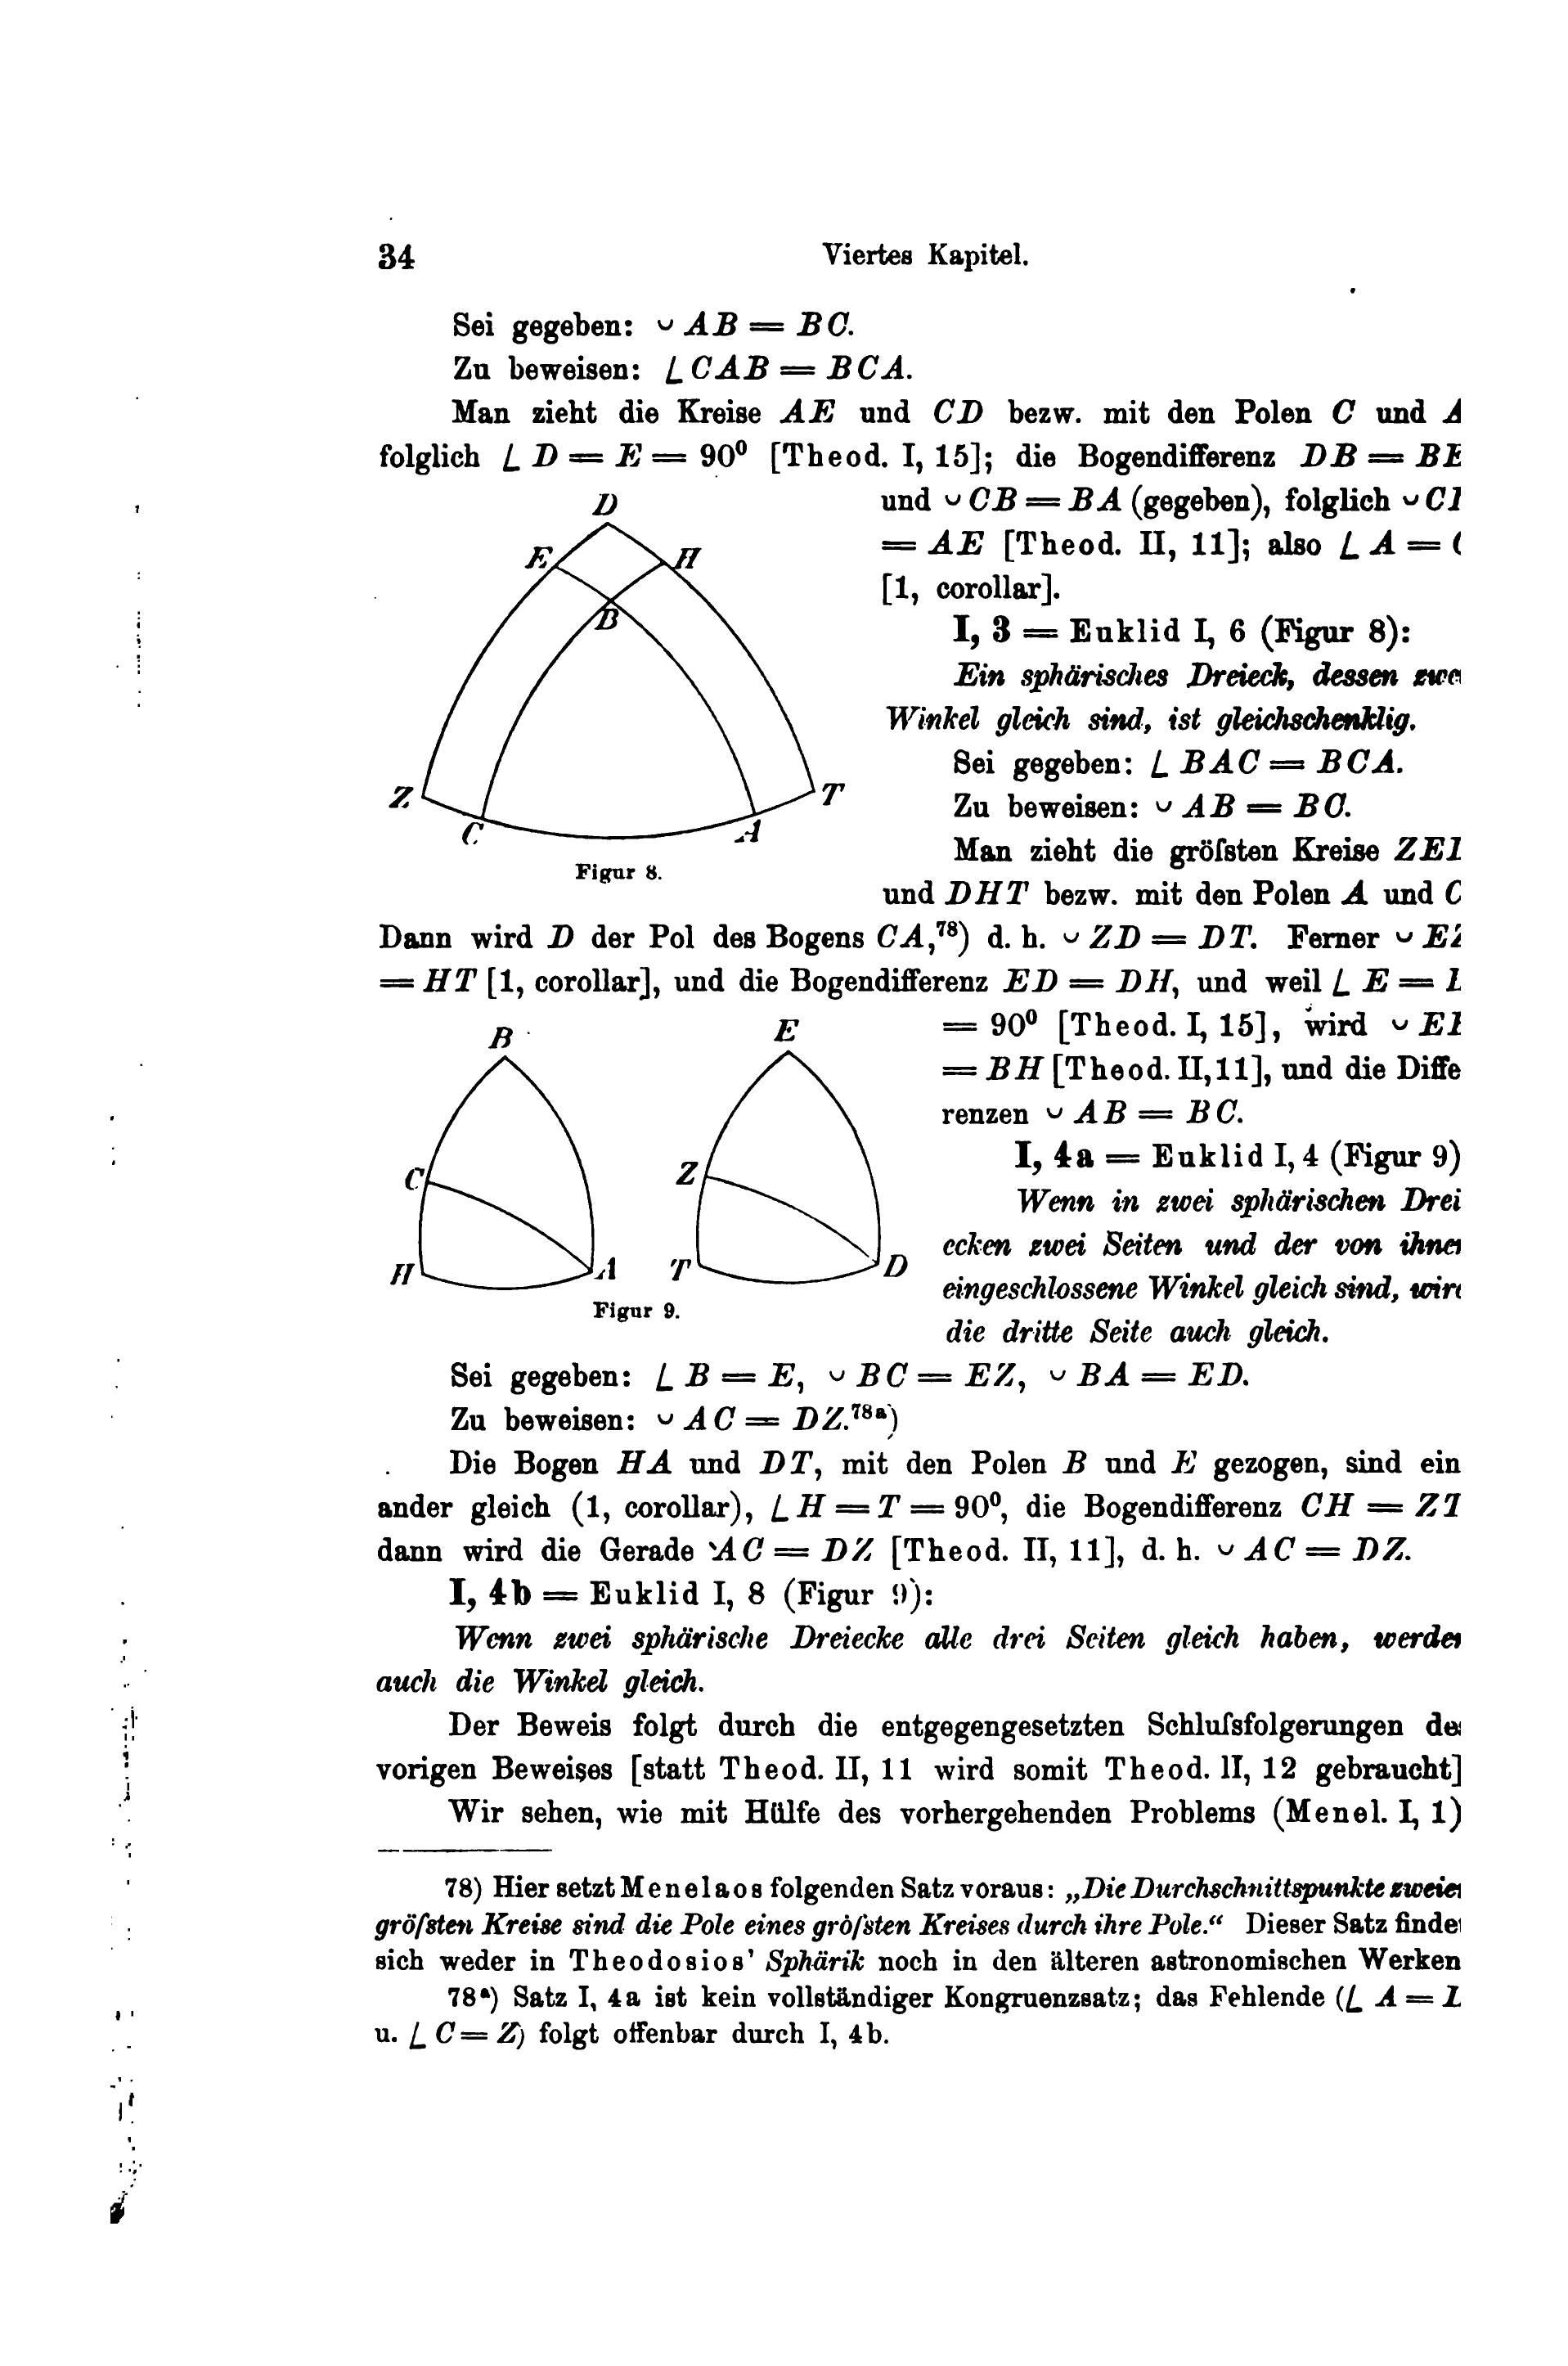 34 Viertes Kapitel.
Sei gegeben: ◡ AB = BC.
Zu beweisen: ∠ CAB = BCA.
Man zieht die Kreise AE und CD bezw. mit den Polen C und A
folglich ∠ D = E = 90⁰ [Theod. I, 15]; die Bogendifferenz DB = BE
und ◡ CB = BA (gegeben), folglich ◡
= AE [Theod. II, 11]; also ∠ A =
[1, corollar].
I, 3 = Euklid I, 6 (Figur 8):
Ein sphärisches Dreieck, dessen
Winkel gleich sind, ist gleichschenklig.
Sei gegeben: ∠ BAC = BCA.
Zu beweisen: ◡ AB = BC.
Man zieht die gröſsten Kreise
und DHT bezw. mit den Polen A und C
D
E
H
B
Z
T
C
A
Figur 8.
Dann wird D der Pol des Bogens CA,⁷⁸) d. h. ◡ ZD = DT. Ferner ◡
= HT [1, corollar], und die Bogendifferenz ED = DH, und weil ∠ E =
= 90⁰ [Theod. I, 15], wird ◡
= BH [Theod. II, 11], und die Diffe
renzen ◡ AB = BC.
I, 4a = Euklid I, 4 (Figur 9)
Wenn in zwei sphärischen Drei
ecken zwei Seiten und der von
eingeschlossene Winkel gleich sind,
die dritte Seite auch gleich.
B
E
C
Z
H
A
T
D
Figur 9.
Sei gegeben: ∠ B = E, ◡ BC = EZ, ◡ BA = ED.
Zu beweisen: ◡ AC = DZ.⁷⁸ᵃ)
Die Bogen HA und DT, mit den Polen B und E gezogen, sind ein
ander gleich (1, corollar), ∠ H = T = 90⁰, die Bogendifferenz CH =
dann wird die Gerade AC = DZ [Theod. II, 11], d. h. ◡ AC = DZ.
I, 4b = Euklid I, 8 (Figur 9):
Wenn zwei sphärische Dreiecke alle drei Seiten gleich haben,
auch die Winkel gleich.
Der Beweis folgt durch die entgegengesetzten Schluſsfolgerungen
vorigen Beweises [statt Theod. II, 11 wird somit Theod. II, 12 gebraucht]
Wir sehen, wie mit Hülfe des vorhergehenden Problems (Menel. I, 1)
78) Hier setzt Menelaos folgenden Satz voraus: „Die Durchschnittspunkte
gröſsten Kreise sind die Pole eines gröſsten Kreises durch ihre Pole.“ Dieser Satz
sich weder in Theodosios' Sphärik noch in den älteren astronomischen Werken
78ᵃ) Satz I, 4a ist kein vollständiger Kongruenzsatz; das Fehlende (∠ A =
u. ∠ C = Z) folgt offenbar durch I, 4b.